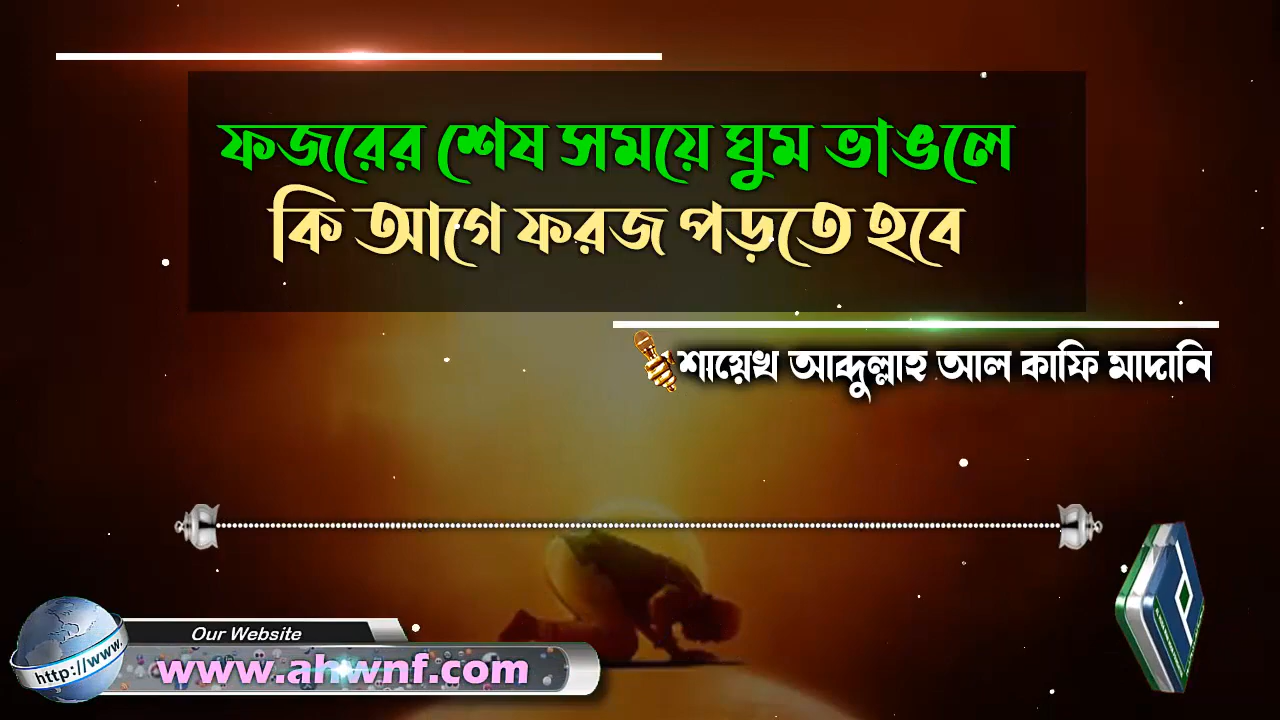 ফজরের শেষ সময়ে ঘুম ভাঙলে
কি আগে ফরজ পড়তে হবে
শায়েখ আব্দুল্লাহ আল কাফি মাদানি
Our Website
http://www.
www.ahwnf.com